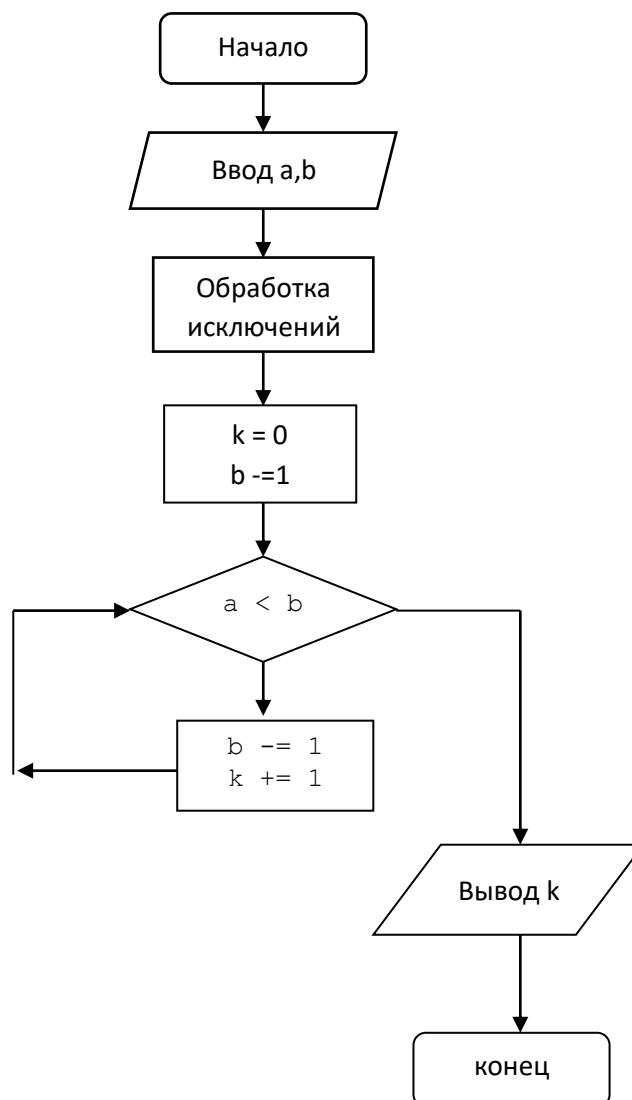 Начало
Ввод a,b
Обработка
исключений
k = 0
b -=1
a < b
b -= 1
k += 1
Вывод k
конец